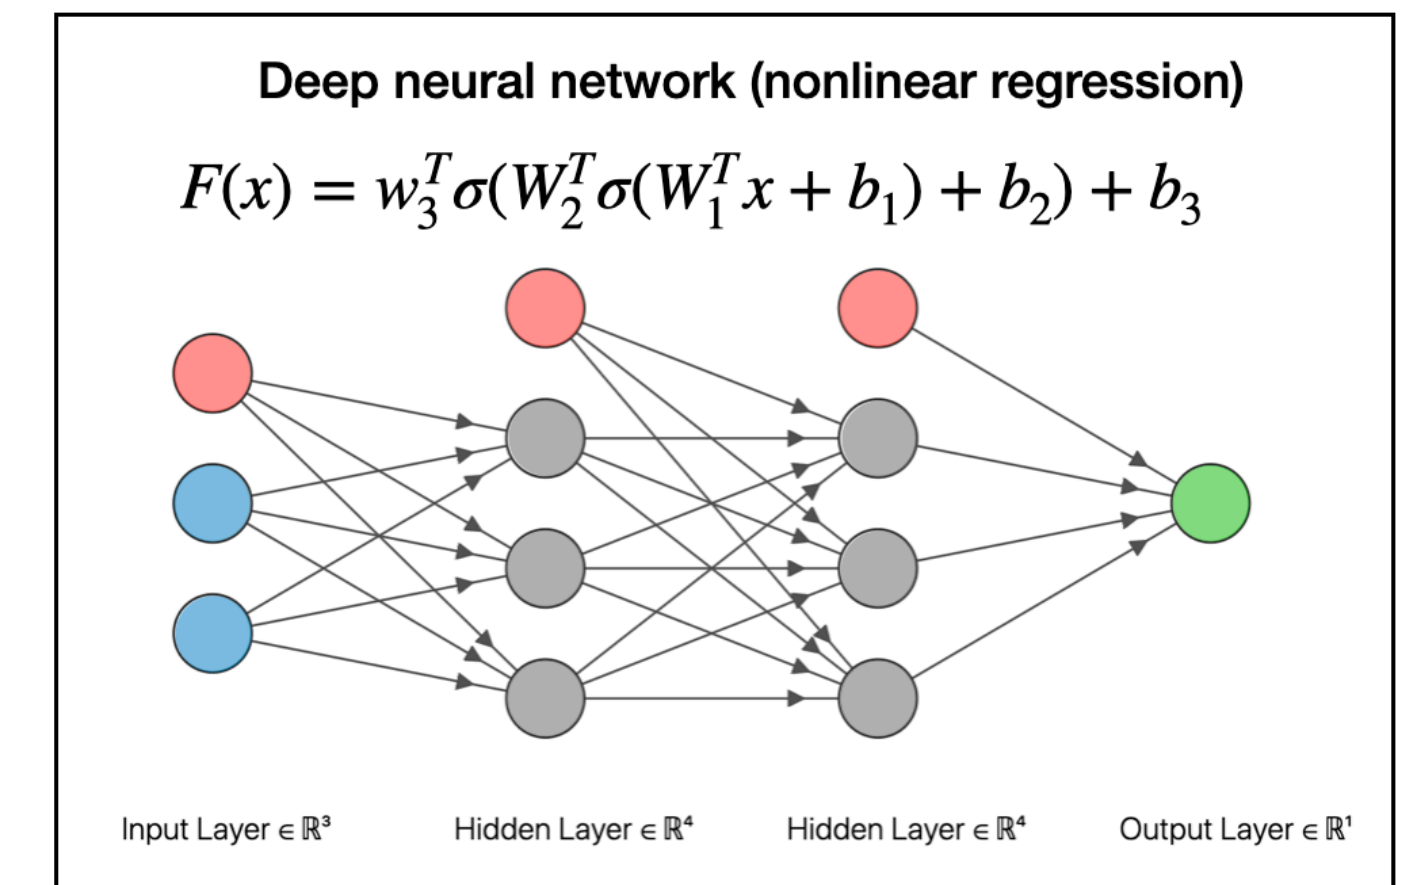 Deep neural network (nonlinear regression)
F(x) = w₃ᵀσ(W₂ᵀσ(W₁ᵀx + b₁) + b₂) + b₃
Input Layer ∈ ℝ³
Hidden Layer ∈ ℝ⁴
Hidden Layer ∈ ℝ⁴
Output Layer ∈ ℝ¹